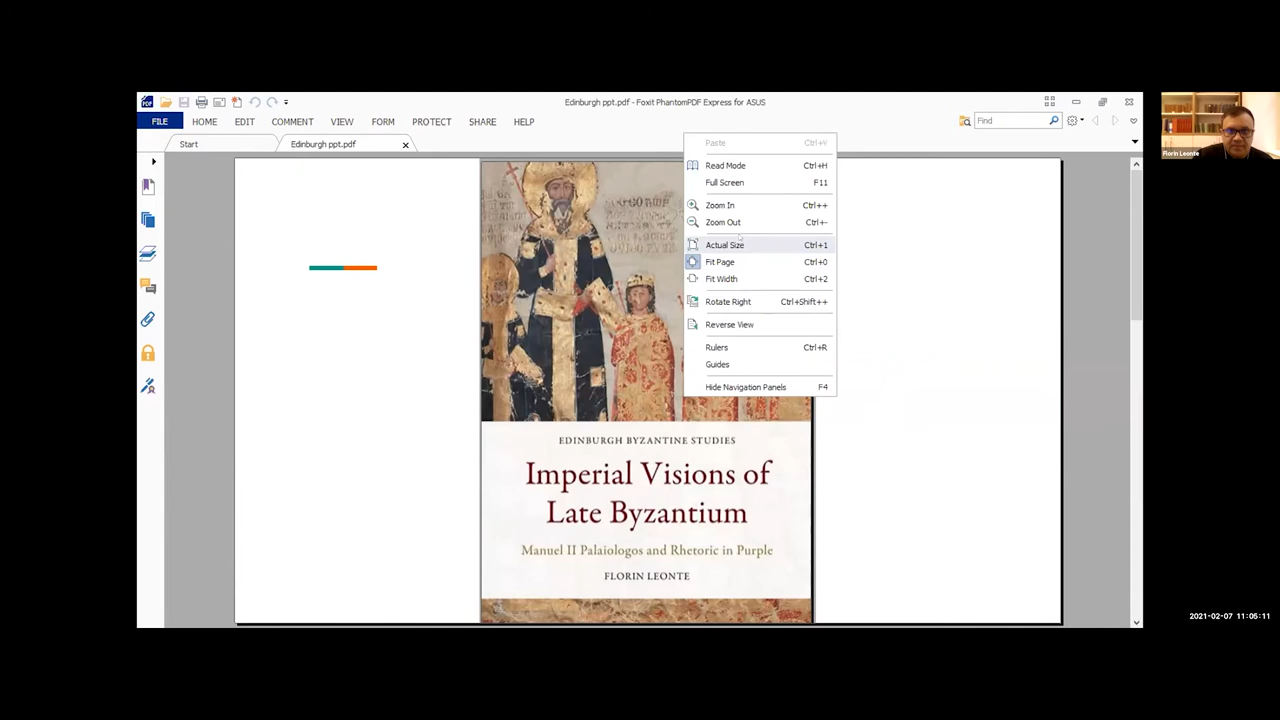 Edinburgh ppt.pdf - Foxit PhantomPDF Express for ASUS
FILE HOME EDIT COMMENT VIEW FORM PROTECT SHARE HELP
Find
Start Edinburgh ppt.pdf
Paste Ctrl+V
Read Mode Ctrl+H
Full Screen F11
Zoom In Ctrl++
Zoom Out Ctrl+-
Actual Size Ctrl+1
Fit Page Ctrl+0
Fit Width Ctrl+2
Rotate Right Ctrl+Shift++
Reverse View
Rulers Ctrl+R
Guides
Hide Navigation Panels F4
EDINBURGH BYZANTINE STUDIES
Imperial Visions of
Late Byzantium
Manuel II Palaiologos and Rhetoric in Purple
FLORIN LEONTE
Florin Leonte
2021-02-07 11:05:11